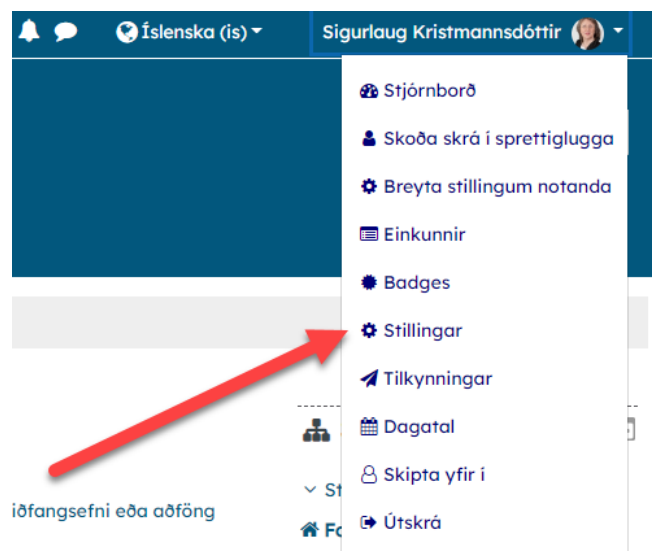 Íslenska (is)
Sigurlaug Kristmannsdóttir
Stjórnborð
Skoða skrá í sprettiglugga
Breyta stillingum notanda
Einkunnir
Badges
Stillingar
Tilkynningar
Dagatal
Skipta yfir í
Útskrá
iðfangsefni eða aðföng